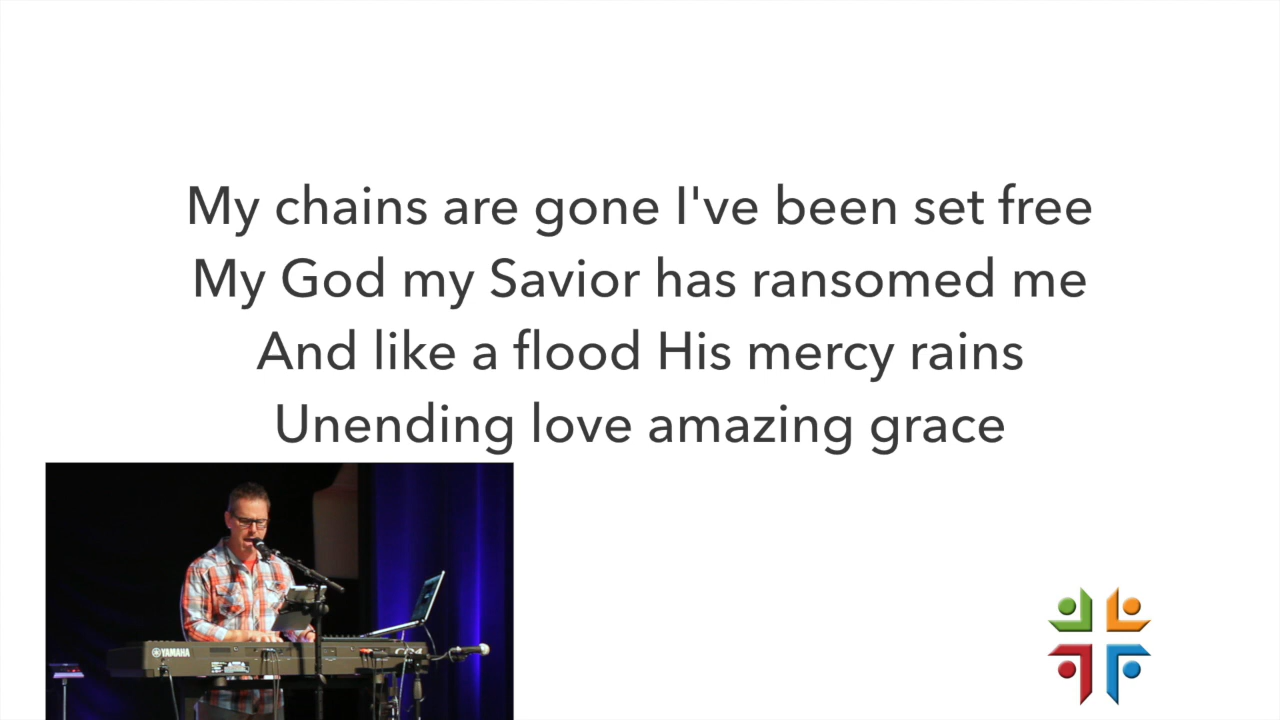 My chains are gone I've been set free
My God my Savior has ransomed me
And like a flood His mercy rains
Unending love amazing grace
YAMAHA
CP4